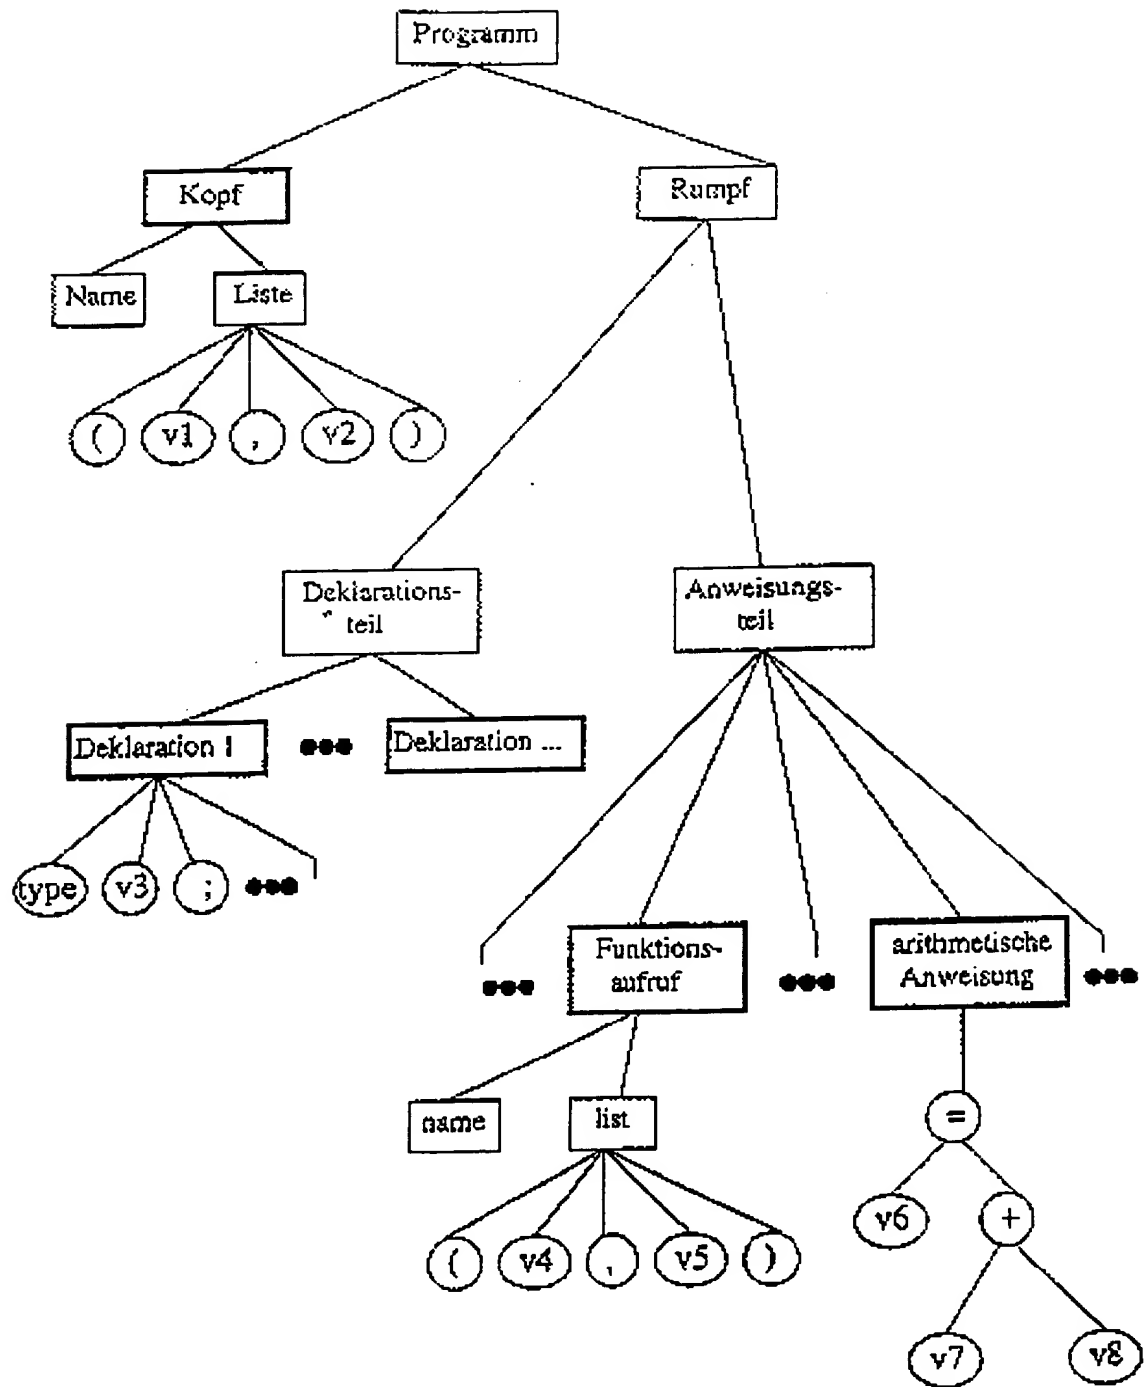 Programm
Kopf
Rumpf
Name
Liste
( v1 , v2 )
Deklarations-
teil
Anweisungs-
teil
Deklaration 1
Deklaration ...
type v3 ;
Funktions-
aufruf
arithmetische
Anweisung
name
list
=
v6
+
( v4 , v5 )
v7
v8